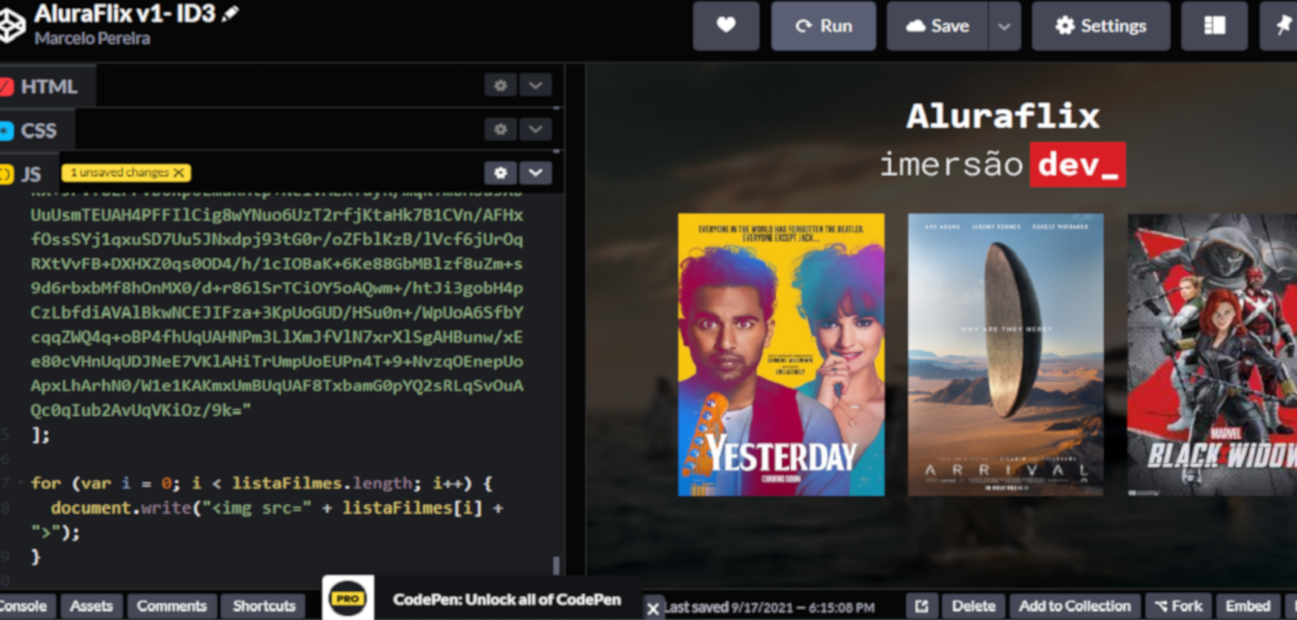 AluraFlix v1- ID3
Marcelo Pereira
Run
Save
Settings
HTML
CSS
JS
1 unsaved changes X
UuUsmTEUAH4PFFIlCig8wYNuo6UzT2rfjKtaHk7B1CVn/AFHx
fOssSYj1qxuSD7Uu5JNxdpj93tG0r/oZFblKzB/lVcf6jUrOq
RXtVvFB+DXHXZ0qs0OD4/h/1cIOBaK+6Ke88GbMBlzf8uZm+s
9d6rbxbMf8hOnMX0/d+r86lSrTCiOY5oAQwm+/htJi3gobH4p
CzLbfdiAVAlBkwNCEJIFza+3KpUoGUD/HSu0n+/WpUoA6SfbY
cqqZWQ4q+oBP4fhUqUAHNPm3LlXmJfVlN7xrXlSgAHBunw/xE
e80cVHnUqUDJNeE7VKlAHiTrUmpUoEUPn4T+9+NvzqOEnepUo
ApxLhArhN0/W1e1KAKmxUmBUqUAF8TxbamG0pYQ2sRLqSvOuA
Qc0qIub2AvUqVKiOz/9k="
];
for (var i = 0; i < listaFilmes.length; i++) {
document.write("<img src=" + listaFilmes[i] +
">");
}
Aluraflix
imersão dev_
EVERYONE IN THE WORLD HAS FORGOTTEN THE BEATLES.
EVERYONE EXCEPT JACK...
YESTERDAY
COMING SOON
AMY ADAMS JEREMY RENNER FOREST WHITAKER
WHY ARE THEY HERE?
ARRIVAL
MARVEL
BLACK WIDOW
Console
Assets
Comments
Shortcuts
PRO
CodePen: Unlock all of CodePen
X
Last saved 9/17/2021 — 6:15:08 PM
Delete
Add to Collection
Fork
Embed